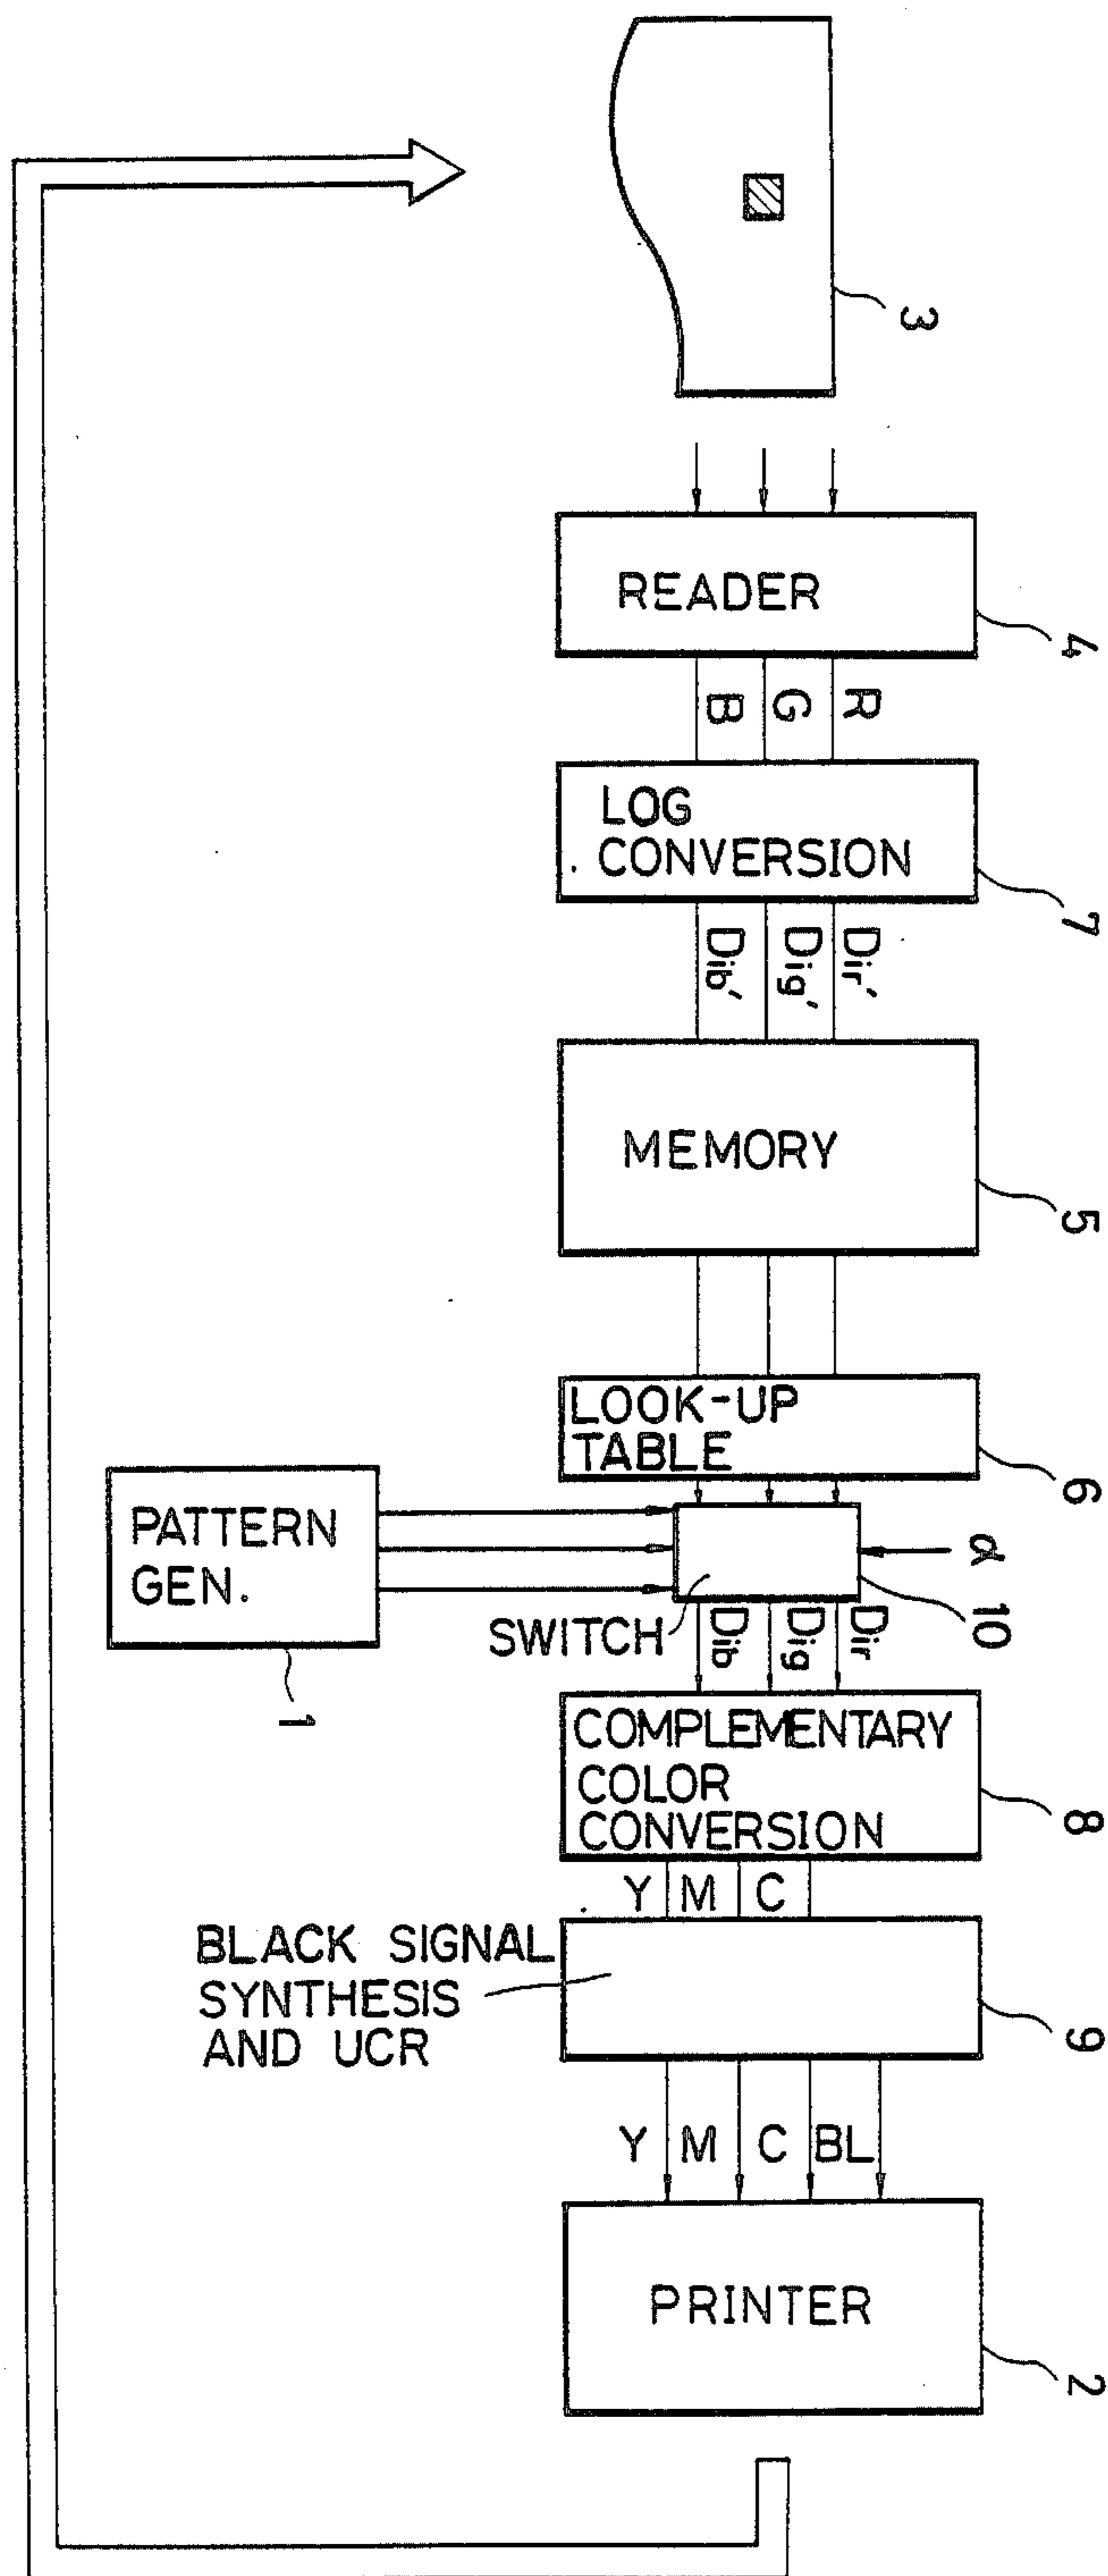 3
READER
4
R
G
B
LOG
CONVERSION
7
Dir'
Dig'
Dib'
MEMORY
5
LOOK-UP
TABLE
6
PATTERN
GEN.
1
SWITCH
α
10
Dir
Dig
Dib
COMPLEMENTARY
COLOR
CONVERSION
8
Y M C
BLACK SIGNAL
SYNTHESIS
AND UCR
9
Y M C BL
PRINTER
2